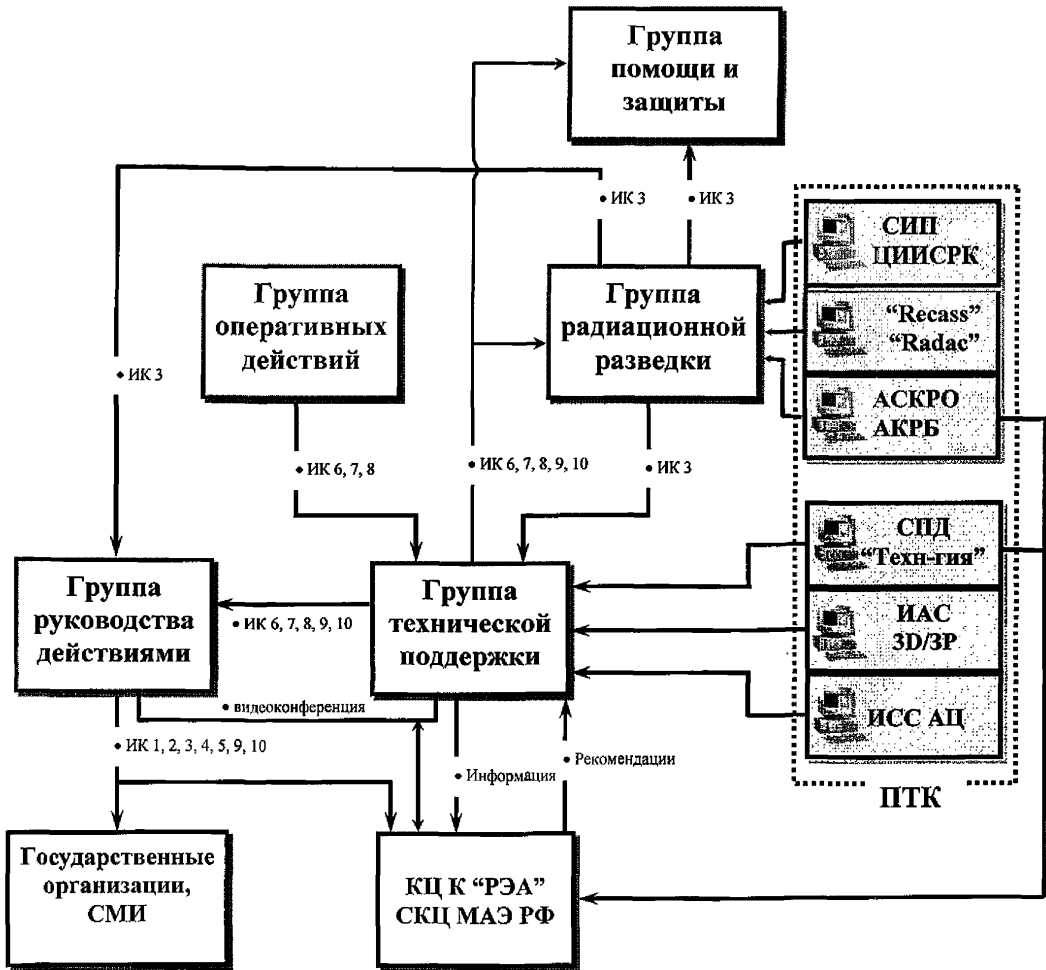 Группа
помощи и
защиты
• ИК 3
• ИК 3
СИП
ЦИИСРК
Группа
оперативных
действий
Группа
радиационной
разведки
“Recass”
“Radac”
• ИК 3
АСКРО
АКРБ
• ИК 6, 7, 8
• ИК 6, 7, 8, 9, 10
• ИК 3
СПД
“Техн-гия”
Группа
руководства
действиями
• ИК 6, 7, 8, 9, 10
Группа
технической
поддержки
ИАС
3D/ЗР
• видеоконференция
ИСС АЦ
• ИК 1, 2, 3, 4, 5, 9, 10
• Информация
• Рекомендации
ПТК
Государственные
организации,
СМИ
КЦ К “РЭА”
СКЦ МАЭ РФ